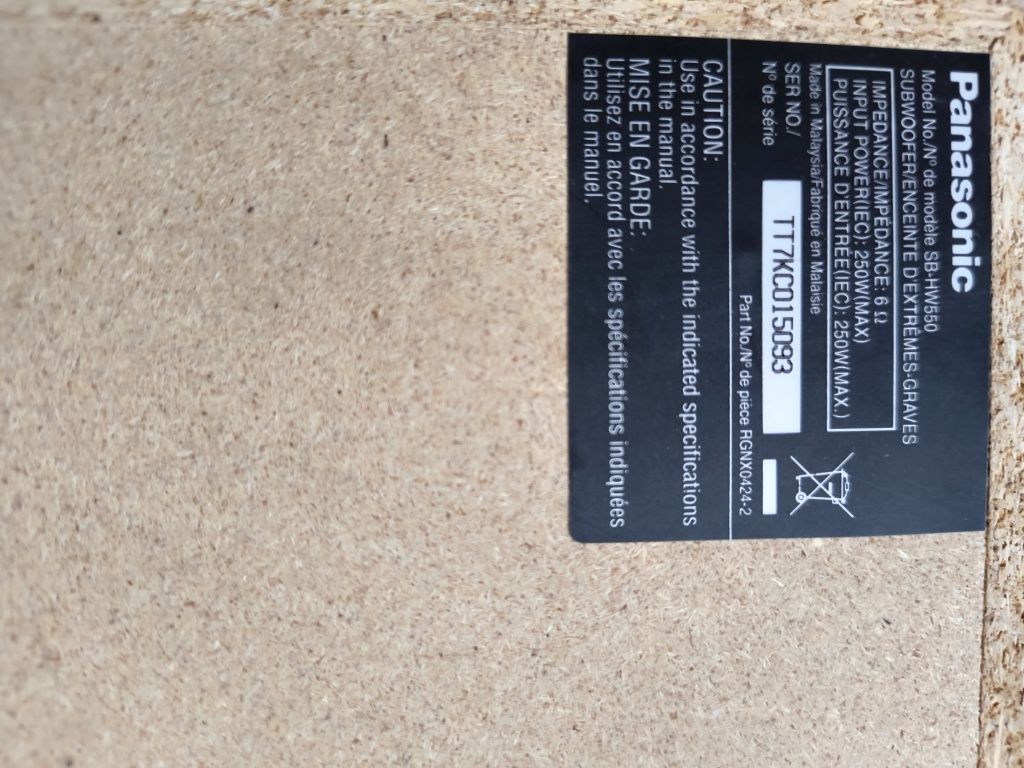 Panasonic
Model No./Nº de modèle SB-HW550
SUBWOOFER/ENCEINTE D'EXTRÊMES-GRAVES
IMPEDANCE/IMPÉDANCE: 6 Ω
INPUT POWER(IEC): 250W(MAX)
PUISSANCE D'ENTRÉE(IEC): 250W(MAX.)
Made in Malaysia/Fabriqué en Malaisie
SER NO./
Nº de série
TT7KC015093
Part No./Nº de pièce RGNX0424-2
CAUTION:
Use in accordance with the indicated specifications
in the manual.
MISE EN GARDE:
Utilisez en accord avec les spécifications indiquées
dans le manuel.